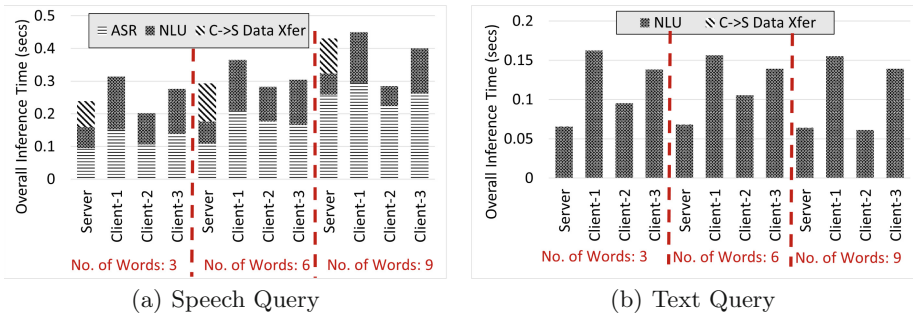 Overall Inference Time (secs)
0.5
0.4
0.3
0.2
0.1
0
ASR NLU C->S Data Xfer
Server Client-1 Client-2 Client-3 Server Client-1 Client-2 Client-3 Server Client-1 Client-2 Client-3
No. of Words: 3 No. of Words: 6 No. of Words: 9
(a) Speech Query
Overall Inference Time (secs)
0.2
0.15
0.1
0.05
0
NLU C->S Data Xfer
Server Client-1 Client-2 Client-3 Server Client-1 Client-2 Client-3 Server Client-1 Client-2 Client-3
No. of Words: 3 No. of Words: 6 No. of Words: 9
(b) Text Query